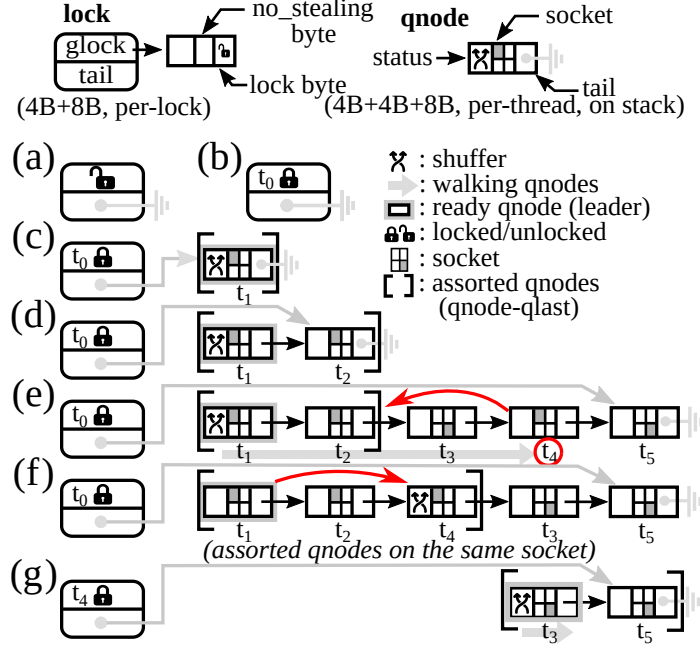 lock
no_stealing
byte
glock
tail
lock byte
(4B+8B, per-lock)
qnode
socket
status
tail
(4B+4B+8B, per-thread, on stack)
(a)
(b)
t0
: shuffer
: walking qnodes
: ready qnode (leader)
: locked/unlocked
: socket
: assorted qnodes
(qnode-qlast)
(c)
t0
t1
(d)
t0
t1 t2
(e)
t0
t1 t2 t3 t4 t5
(f)
t0
t1 t2 t4 t3 t5
(assorted qnodes on the same socket)
(g)
t4
t3 t5